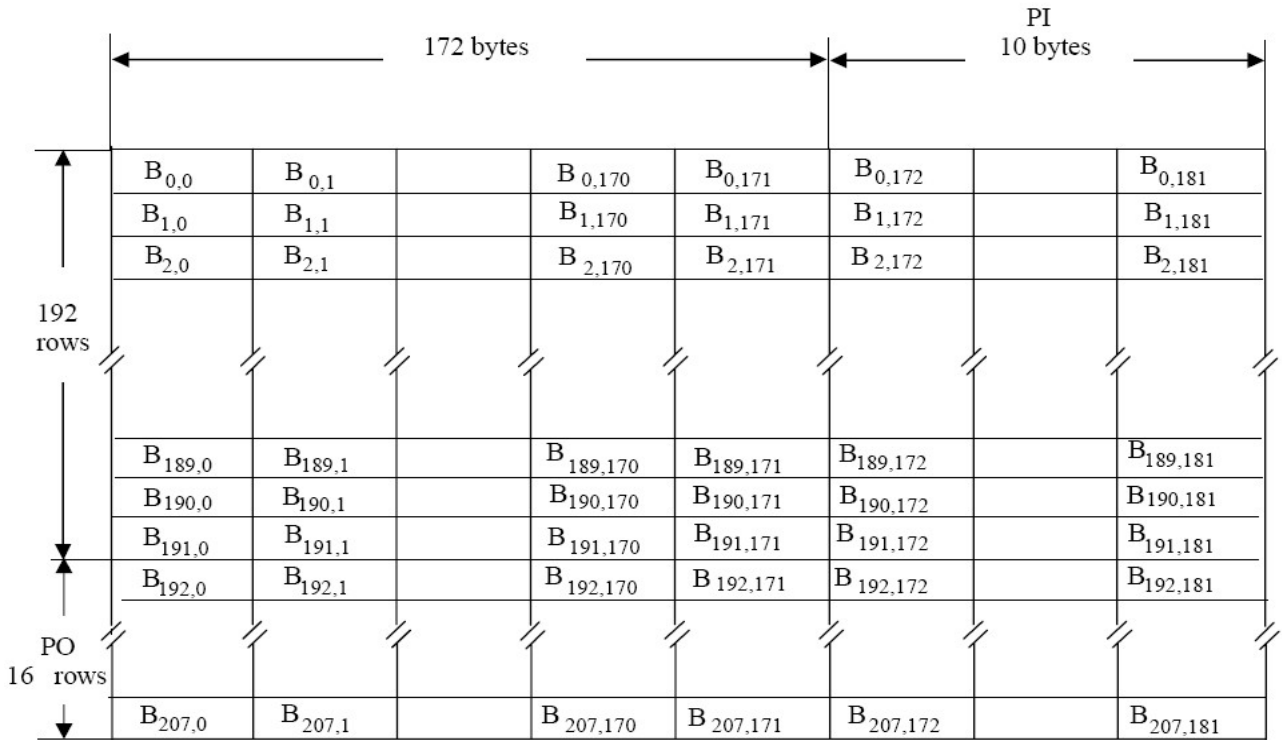 PI
172 bytes 10 bytes
B0,0 B0,1 B0,170 B0,171 B0,172 B0,181
B1,0 B1,1 B1,170 B1,171 B1,172 B1,181
B2,0 B2,1 B2,170 B2,171 B2,172 B2,181
192
rows
B189,0 B189,1 B189,170 B189,171 B189,172 B189,181
B190,0 B190,1 B190,170 B190,171 B190,172 B190,181
B191,0 B191,1 B191,170 B191,171 B191,172 B191,181
B192,0 B192,1 B192,170 B192,171 B192,172 B192,181
PO
16 rows
B207,0 B207,1 B207,170 B207,171 B207,172 B207,181